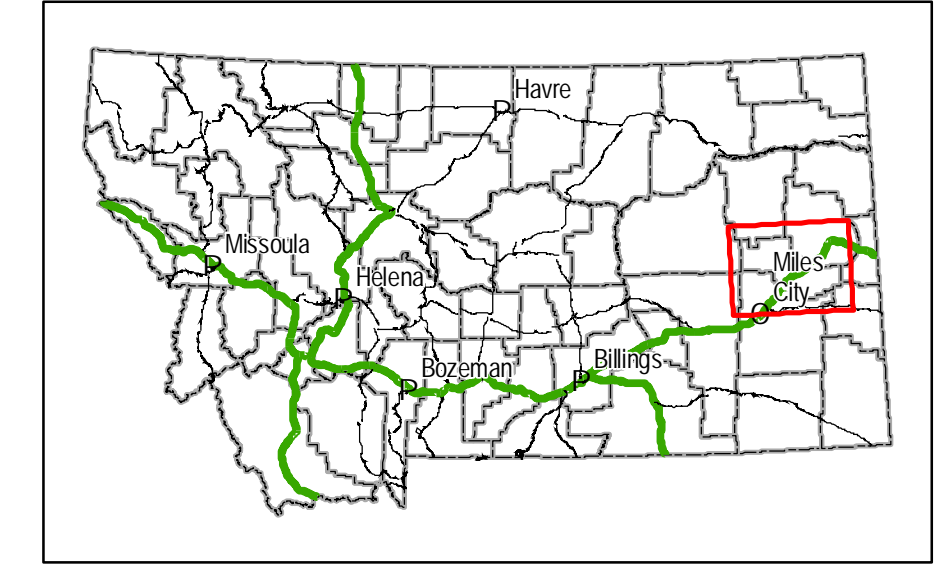 Havre
P
Missoula
P
Helena
P
Miles
City
O
Billings
P
Bozeman
P